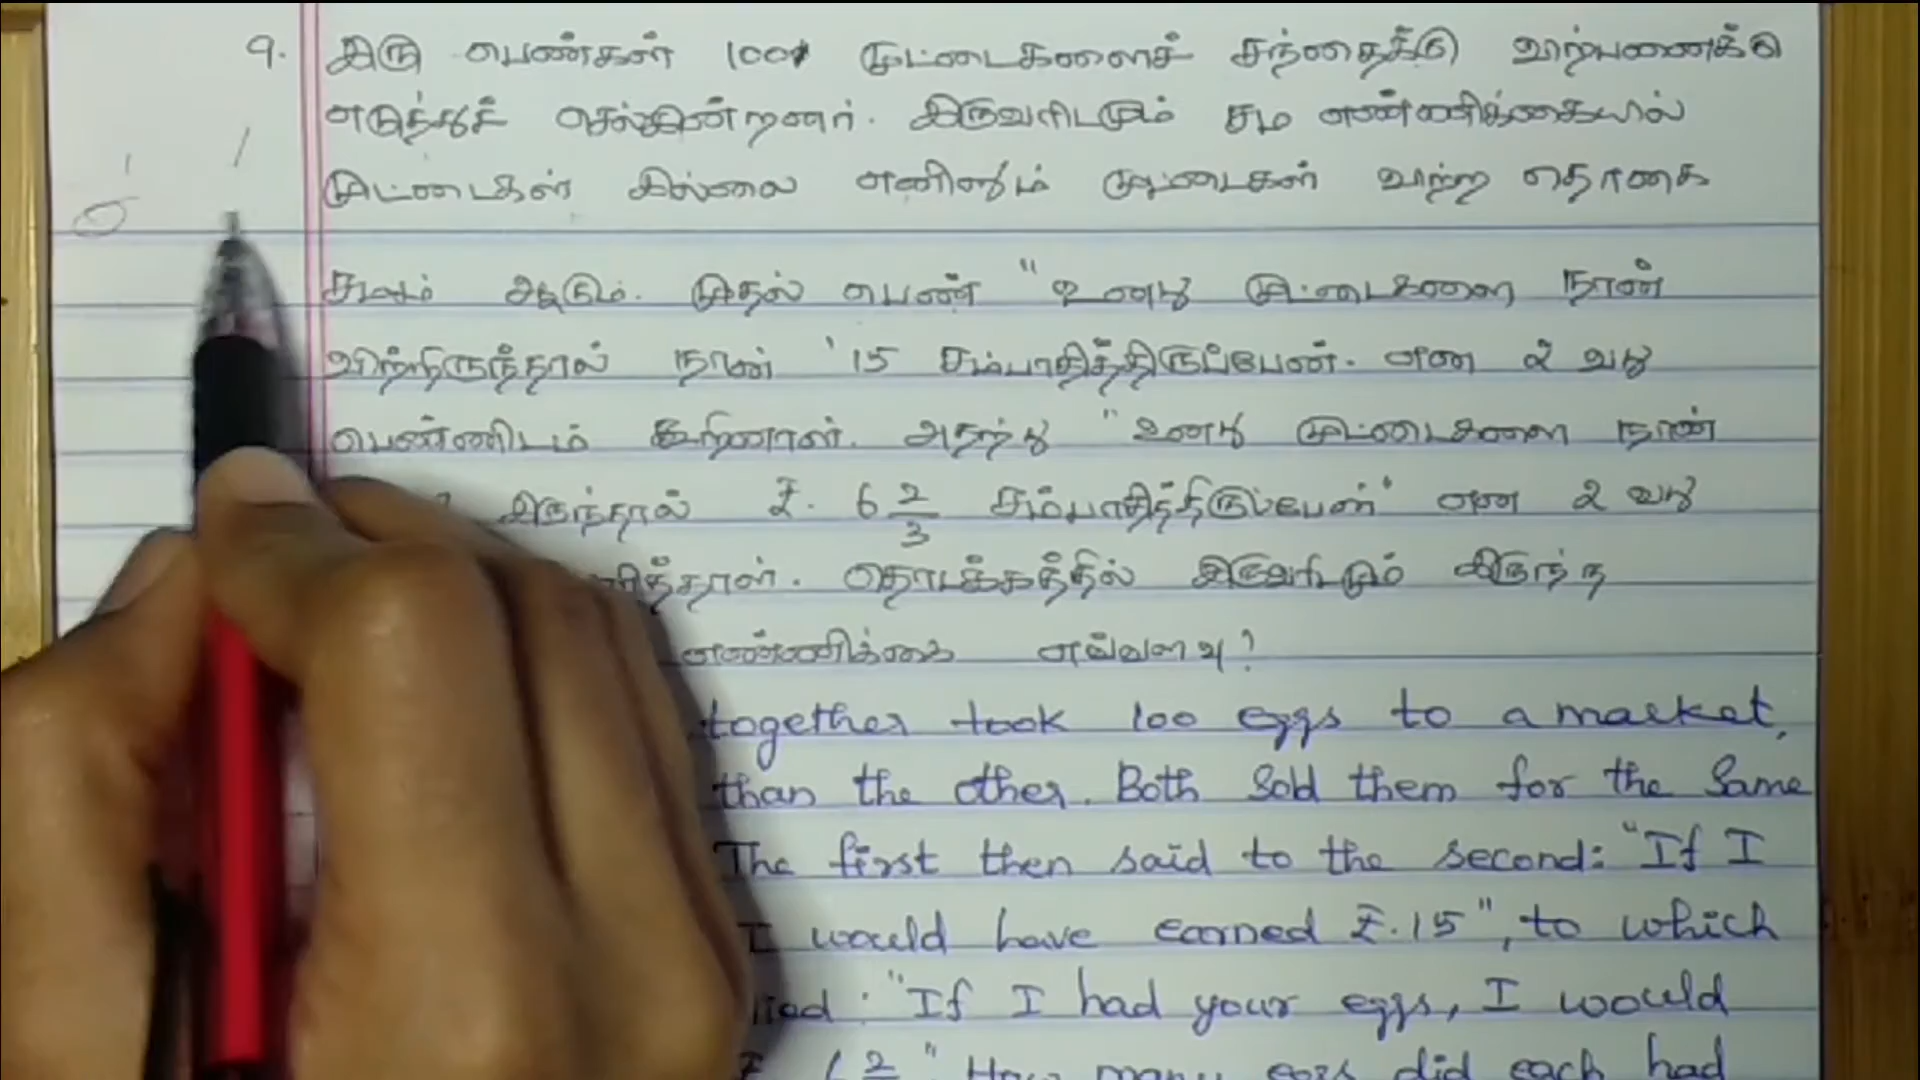 9. இரு பெண்கள் 100 முட்டைகளைச் சந்தைக்கு விற்பனைக்கு
எடுத்துச் செல்கின்றனர். இருவரிடமும் சம எண்ணிக்கையில்
முட்டைகள் இல்லை எனினும் முட்டைகள் விற்ற தொகை
சமம் ஆகும். முதல் பெண் "உனது முட்டைகளை நான்
விற்றிருந்தால் நான் '15 சம்பாதித்திருப்பேன். என 2 வது
பெண்ணிடம் கூறினாள். அதற்கு "உனது முட்டைகளை நான்
இருந்தால் ₹. 6 2/3 சம்பாதித்திருப்பேன்" என 2 வது
தொடக்கத்தில் இருவரிடமும் இருந்த
எண்ணிக்கை எவ்வளவு?
together took 100 eggs to a market,
than the other. Both Sold them for the Same
The first then said to the second: "If I
I would have earned ₹.15", to which
: "If I had your eggs, I would
2 " How many eggs did each had